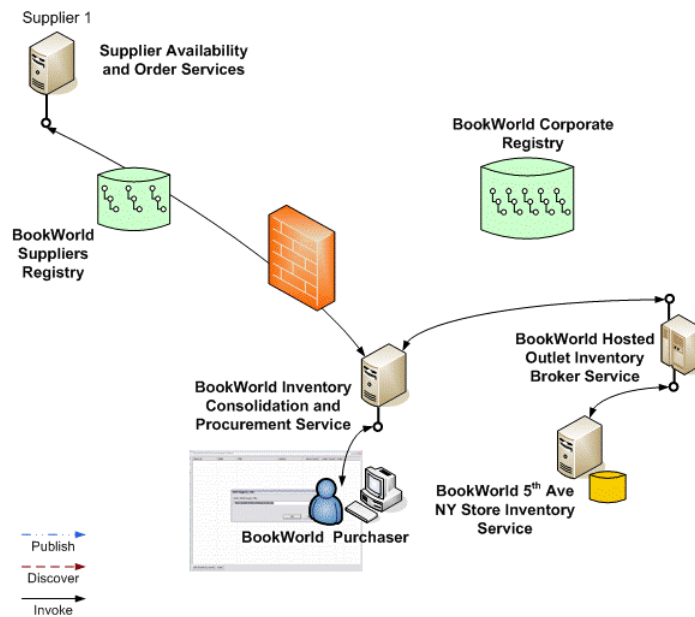 Supplier 1
Supplier Availability
and Order Services
BookWorld Corporate
Registry
BookWorld
Suppliers
Registry
BookWorld Hosted
Outlet Inventory
Broker Service
BookWorld Inventory
Consolidation and
Procurement Service
BookWorld 5th Ave
NY Store Inventory
Service
BookWorld Purchaser
Publish
Discover
Invoke